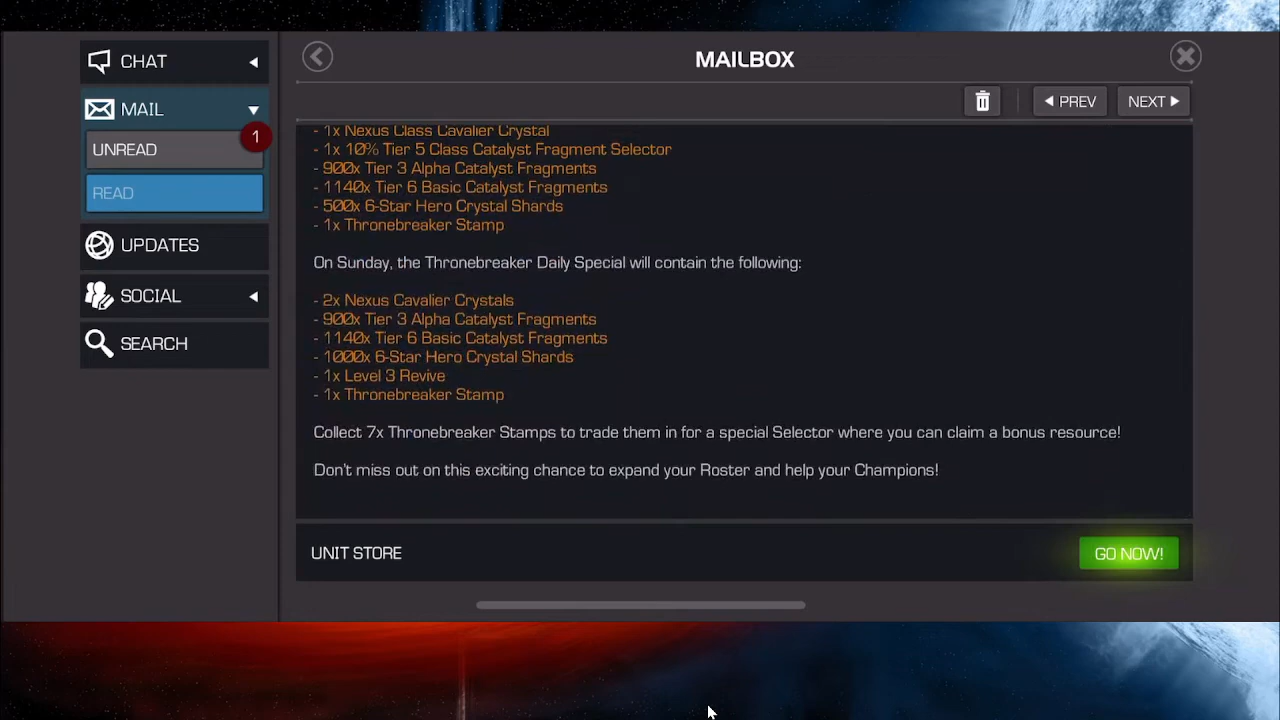 CHAT
MAIL
1
UNREAD
READ
UPDATES
SOCIAL
SEARCH
MAILBOX
PREV
NEXT
- 1x Nexus Class Cavalier Crystal
- 1x 10% Tier 5 Class Catalyst Fragment Selector
- 900x Tier 3 Alpha Catalyst Fragments
- 1140x Tier 6 Basic Catalyst Fragments
- 500x 6-Star Hero Crystal Shards
- 1x Thronebreaker Stamp
On Sunday, the Thronebreaker Daily Special will contain the following:
- 2x Nexus Cavalier Crystals
- 900x Tier 3 Alpha Catalyst Fragments
- 1140x Tier 6 Basic Catalyst Fragments
- 1000x 6-Star Hero Crystal Shards
- 1x Level 3 Revive
- 1x Thronebreaker Stamp
Collect 7x Thronebreaker Stamps to trade them in for a special Selector where you can claim a bonus resource!
Don't miss out on this exciting chance to expand your Roster and help your Champions!
UNIT STORE
GO NOW!